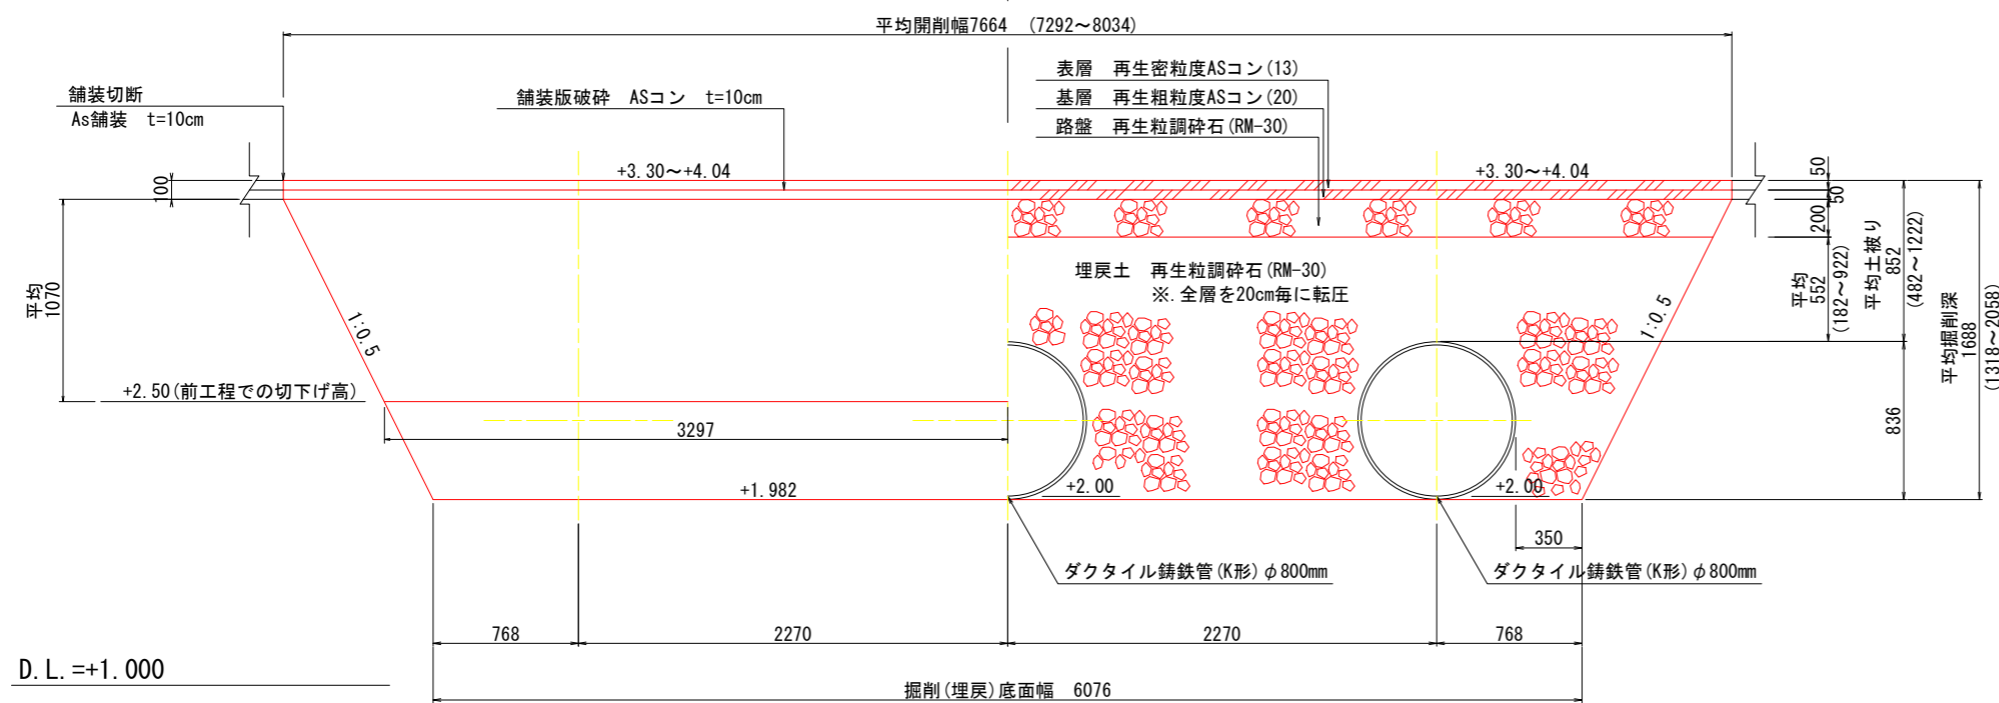 平均開削幅7664　(7292～8034)
表層　再生密粒度ASコン(13)
舗装切断
舗装版破砕　ASコン　t=10cm
基層　再生粗粒度ASコン(20)
As舗装　t=10cm
路盤　再生粒調砕石(RM-30)
+3.30～+4.04
+3.30～+4.04
100
50
50
200
平均
552
(182～922)
平均土被り
852
(482～1222)
平均掘削深
1688
(1318～2058)
836
埋戻土　再生粒調砕石(RM-30)
※.全層を20cm毎に転圧
平均
1070
1:0.5
1:0.5
+2.50(前工程での切下げ高)
3297
+1.982
+2.00
+2.00
350
ダクタイル鋳鉄管(K形)φ800mm
ダクタイル鋳鉄管(K形)φ800mm
768
2270
2270
768
D.L.=+1.000
掘削(埋戻)底面幅　6076